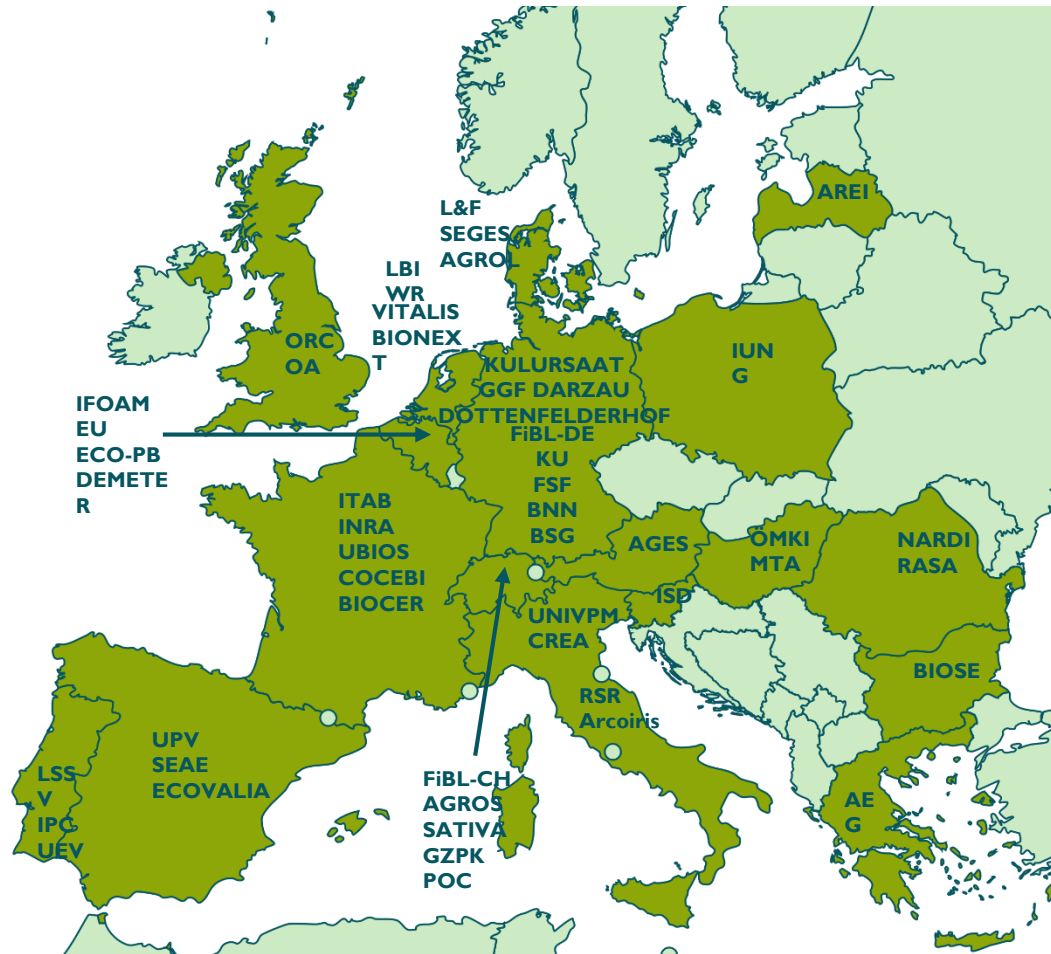 AREI
L&F
SEGES
AGROL
LBI
WR
VITALIS
BIONEX
T
ORC
OA
KULURSAAT
GGF DARZAU
DOTTENFELDERHOF
FiBL-DE
KU
FSF
BNN
BSG
IUN
G
IFOAM
EU
ECO-PB
DEMETE
R
ITAB
INRA
UBIOS
COCEBI
BIOCER
AGES
ÖMKI
MTA
NARDI
RASA
ISD
UNIVPM
CREA
BIOSE
RSR
Arcoiris
UPV
SEAE
ECOVALIA
LSS
V
IPC
UEV
FiBL-CH
AGROS
SATIVA
GZPK
POC
AE
G